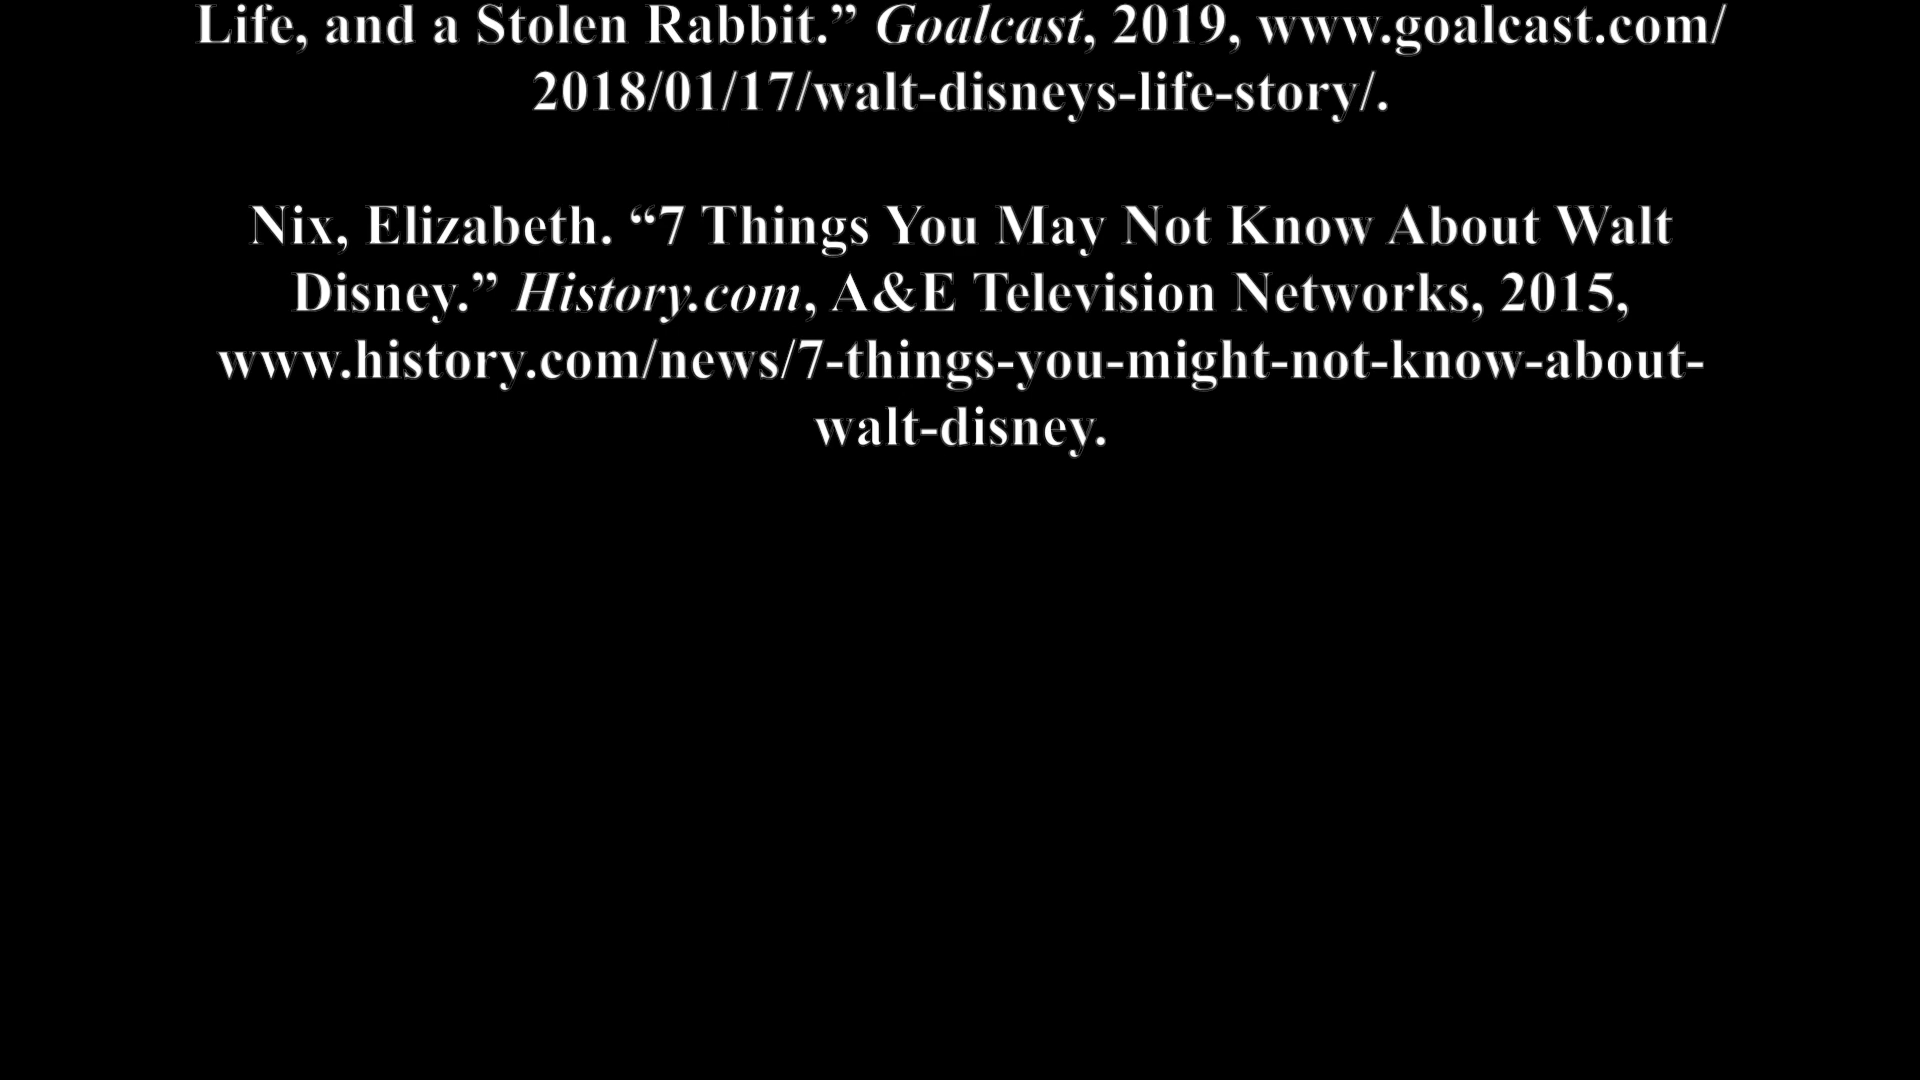 Life, and a Stolen Rabbit.” Goalcast, 2019, www.goalcast.com/
2018/01/17/walt-disneys-life-story/.
Nix, Elizabeth. “7 Things You May Not Know About Walt
Disney.” History.com, A&E Television Networks, 2015,
www.history.com/news/7-things-you-might-not-know-about-
walt-disney.